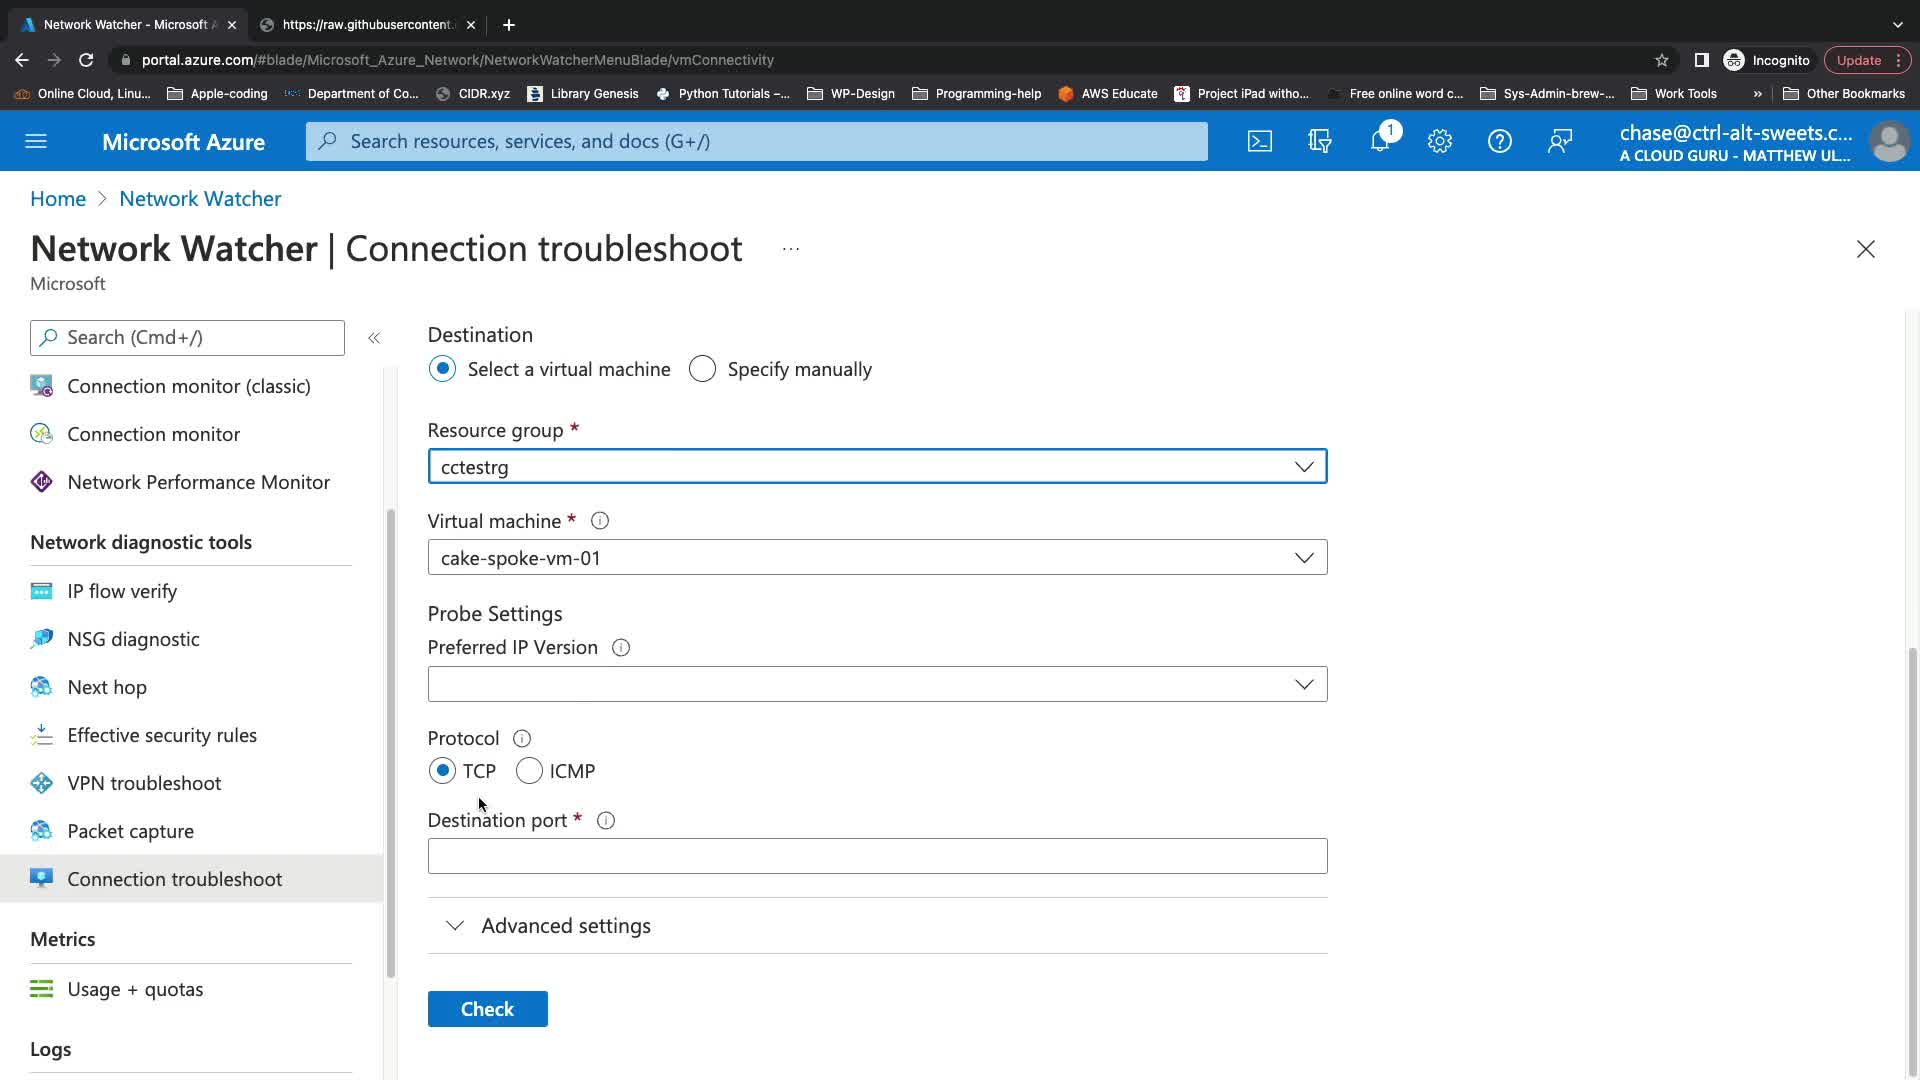 Network Watcher - Microsoft A
https://raw.githubusercontent.
portal.azure.com/#blade/Microsoft_Azure_Network/NetworkWatcherMenuBlade/vmConnectivity
Incognito
Update
Online Cloud, Linu...
Apple-coding
Department of Co...
CIDR.xyz
Library Genesis
Python Tutorials –...
WP-Design
Programming-help
AWS Educate
Project iPad witho...
Free online word c...
Sys-Admin-brew-...
Work Tools
»
Other Bookmarks
Microsoft Azure
Search resources, services, and docs (G+/)
1
chase@ctrl-alt-sweets.c...
A CLOUD GURU - MATTHEW UL...
Home > Network Watcher
Network Watcher | Connection troubleshoot ...
Microsoft
Search (Cmd+/)
«
Connection monitor (classic)
Connection monitor
Network Performance Monitor
Network diagnostic tools
IP flow verify
NSG diagnostic
Next hop
Effective security rules
VPN troubleshoot
Packet capture
Connection troubleshoot
Metrics
Usage + quotas
Logs
Destination
Select a virtual machine
Specify manually
Resource group *
cctestrg
Virtual machine *
cake-spoke-vm-01
Probe Settings
Preferred IP Version
Protocol
TCP
ICMP
Destination port *
Advanced settings
Check